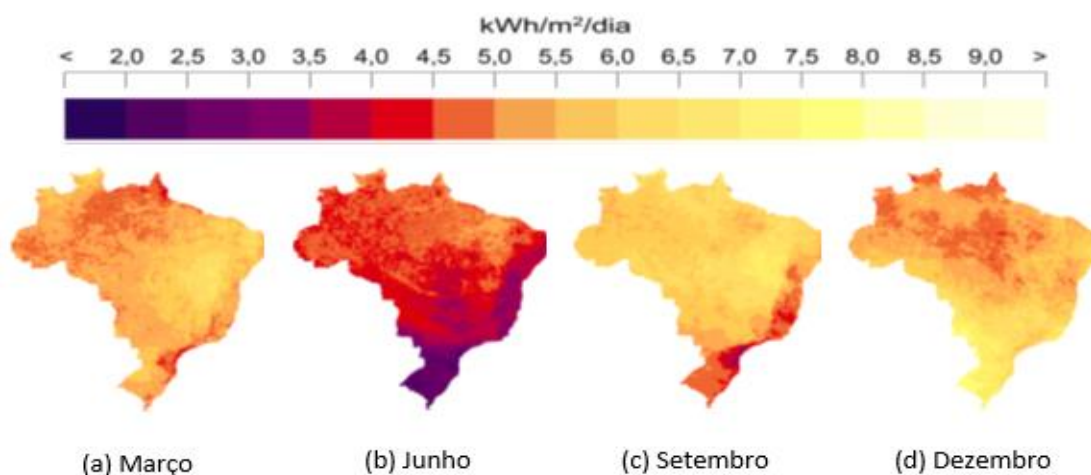 kWh/m²/dia
< 2,0 2,5 3,0 3,5 4,0 4,5 5,0 5,5 6,0 6,5 7,0 7,5 8,0 8,5 9,0 >
(a) Março (b) Junho (c) Setembro (d) Dezembro